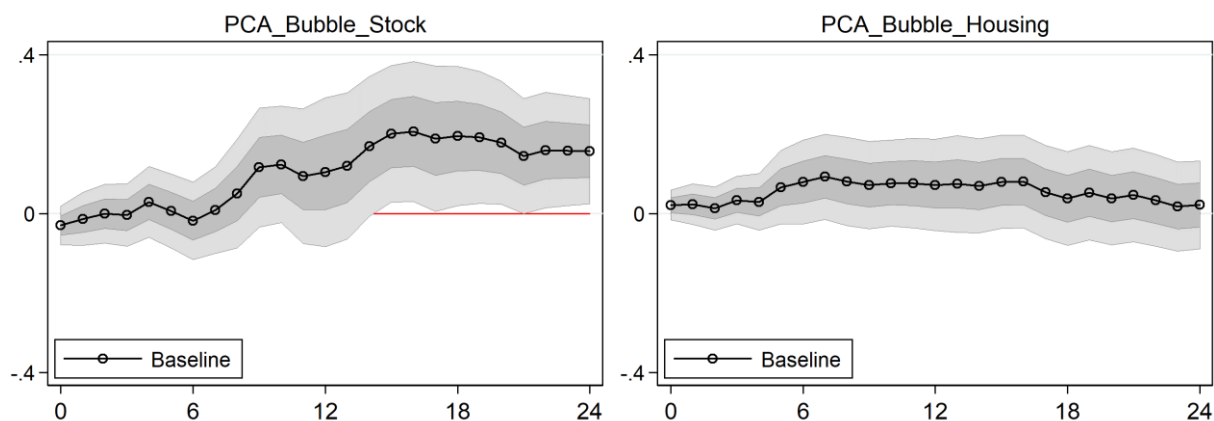 PCA_Bubble_Stock
.4
0
-.4
Baseline
0 6 12 18 24
PCA_Bubble_Housing
.4
0
-.4
Baseline
0 6 12 18 24